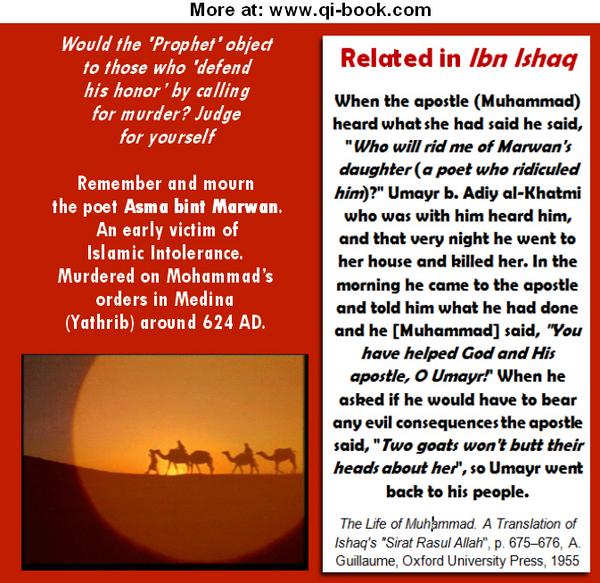 More at: www.qi-book.com
Would the 'Prophet' object
to those who 'defend
his honor' by calling
for murder? Judge
for yourself
Remember and mourn
the poet Asma bint Marwan.
An early victim of
Islamic Intolerance.
Murdered on Mohammad's
orders in Medina
(Yathrib) around 624 AD.
Related in Ibn Ishaq
When the apostle (Muhammad)
heard what she had said he said,
"Who will rid me of Marwan's
daughter (a poet who ridiculed
him)?" Umayr b. Adiy al-Khatmi
who was with him heard him,
and that very night he went to
her house and killed her. In the
morning he came to the apostle
and told him what he had done
and he [Muhammad] said, "You
have helped God and His
apostle, O Umayr!" When he
asked if he would have to bear
any evil consequences the apostle
said, "Two goats won't butt their
heads about her", so Umayr went
back to his people.
The Life of Muhammad. A Translation of
Ishaq's "Sirat Rasul Allah", p. 675–676, A.
Guillaume, Oxford University Press, 1955